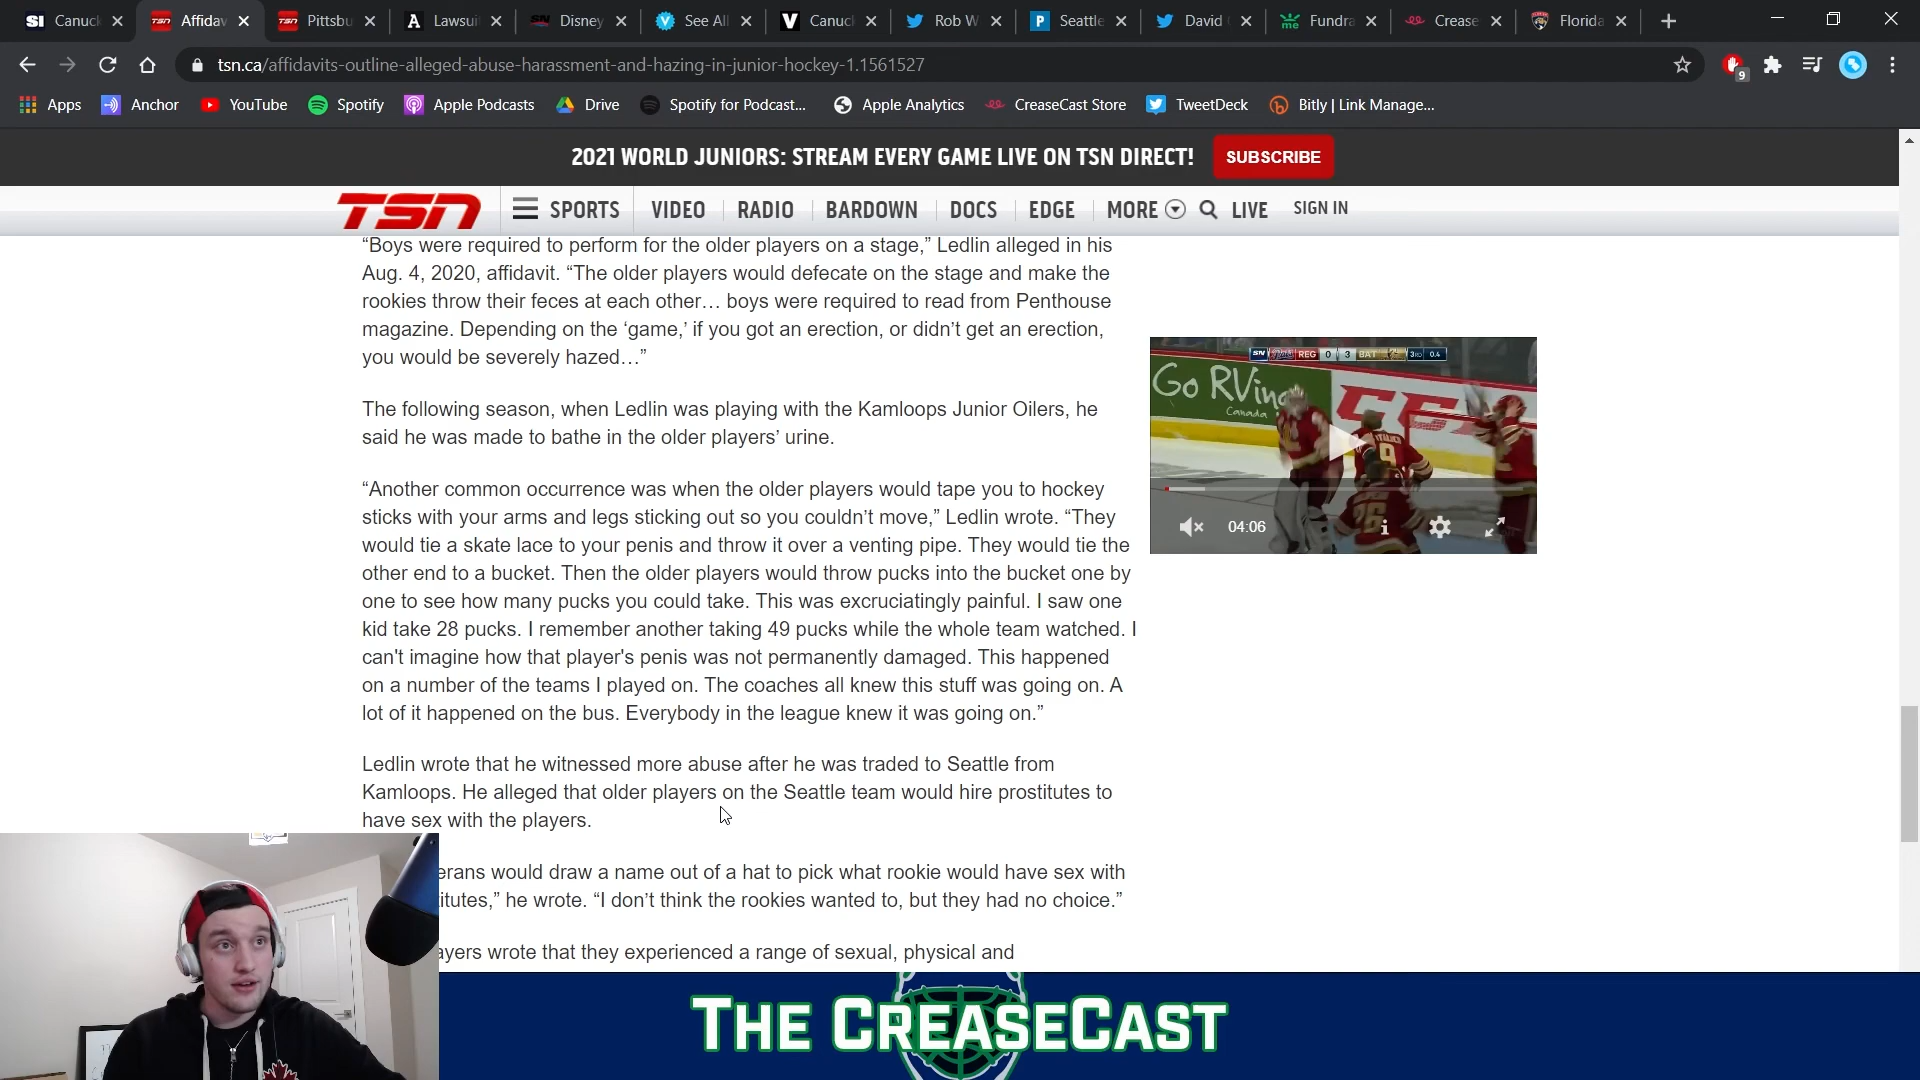 Canuck
Affidav
Pittsbu
Lawsui
Disney
See All
Canuck
Rob W
Seattle
David
Fundra
Crease
Florida
tsn.ca/affidavits-outline-alleged-abuse-harassment-and-hazing-in-junior-hockey-1.1561527
9
Apps
Anchor
YouTube
Spotify
Apple Podcasts
Drive
Spotify for Podcast...
Apple Analytics
CreaseCast Store
TweetDeck
Bitly | Link Manage...
2021 WORLD JUNIORS: STREAM EVERY GAME LIVE ON TSN DIRECT!
SUBSCRIBE
TSN
SPORTS
VIDEO
RADIO
BARDOWN
DOCS
EDGE
MORE
LIVE
SIGN IN
“Boys were required to perform for the older players on a stage,” Ledlin alleged in his
Aug. 4, 2020, affidavit. “The older players would defecate on the stage and make the
rookies throw their feces at each other… boys were required to read from Penthouse
magazine. Depending on the ‘game,’ if you got an erection, or didn’t get an erection,
you would be severely hazed…”
The following season, when Ledlin was playing with the Kamloops Junior Oilers, he
said he was made to bathe in the older players’ urine.
“Another common occurrence was when the older players would tape you to hockey
sticks with your arms and legs sticking out so you couldn’t move,” Ledlin wrote. “They
would tie a skate lace to your penis and throw it over a venting pipe. They would tie the
other end to a bucket. Then the older players would throw pucks into the bucket one by
one to see how many pucks you could take. This was excruciatingly painful. I saw one
kid take 28 pucks. I remember another taking 49 pucks while the whole team watched. I
can't imagine how that player's penis was not permanently damaged. This happened
on a number of the teams I played on. The coaches all knew this stuff was going on. A
lot of it happened on the bus. Everybody in the league knew it was going on.”
Ledlin wrote that he witnessed more abuse after he was traded to Seattle from
Kamloops. He alleged that older players on the Seattle team would hire prostitutes to
have sex with the players.
erans would draw a name out of a hat to pick what rookie would have sex with
itutes,” he wrote. “I don’t think the rookies wanted to, but they had no choice.”
ayers wrote that they experienced a range of sexual, physical and
SN REG 0 3 BAT 3RD 0.4
Go RVing
Canada
9
04:06
THE CREASECAST